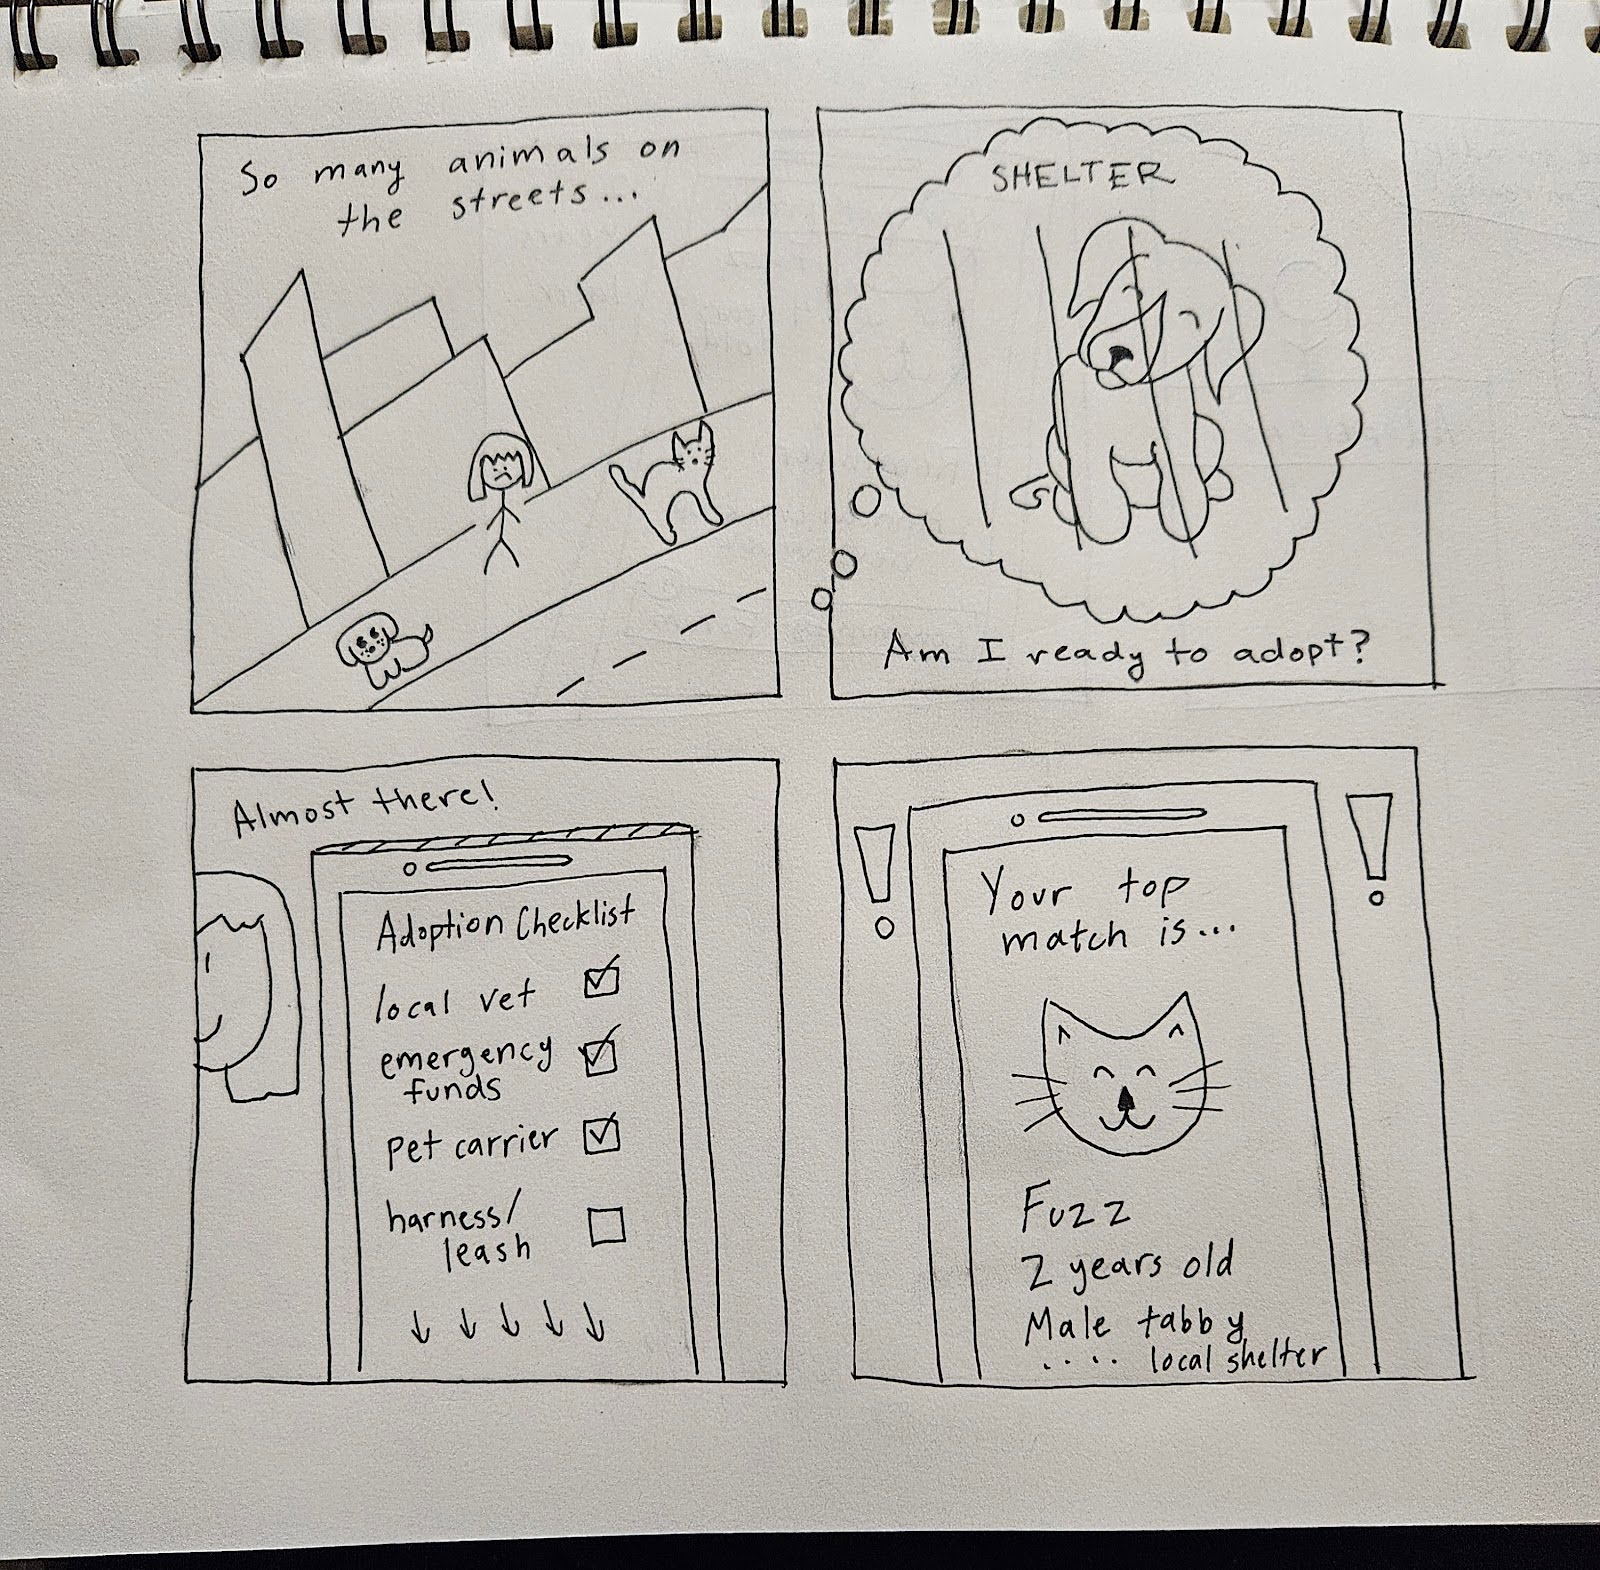 So many animals on
the streets...
SHELTER
Am I ready to adopt?
Almost there!
Adoption Checklist
local vet
emergency
funds
pet carrier
harness/
leash
Your top
match is...
Fuzz
2 years old
Male tabby
.... local shelter